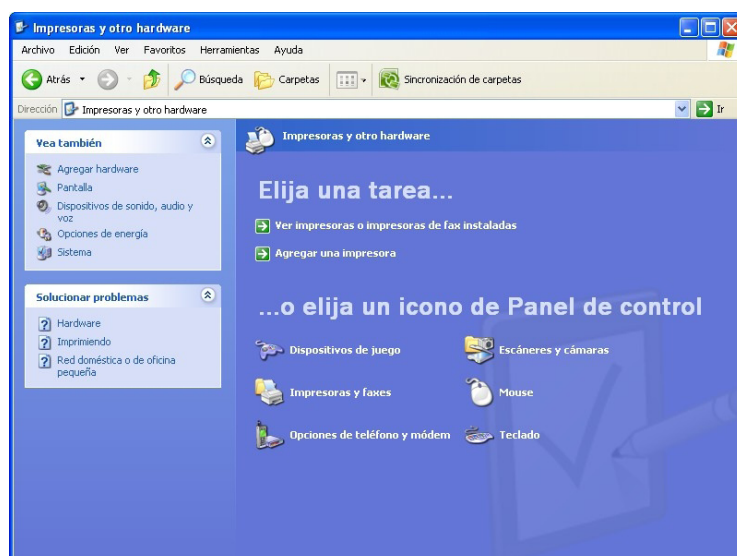 Impresoras y otro hardware
Archivo Edición Ver Favoritos Herramientas Ayuda
Atrás Búsqueda Carpetas Sincronización de carpetas
Dirección Impresoras y otro hardware Ir
Vea también
Agregar hardware
Pantalla
Dispositivos de sonido, audio y
voz
Opciones de energía
Sistema
Solucionar problemas
Hardware
Imprimiendo
Red doméstica o de oficina
pequeña
Impresoras y otro hardware
Elija una tarea...
Ver impresoras o impresoras de fax instaladas
Agregar una impresora
...o elija un icono de Panel de control
Dispositivos de juego Escáneres y cámaras
Impresoras y faxes Mouse
Opciones de teléfono y módem Teclado